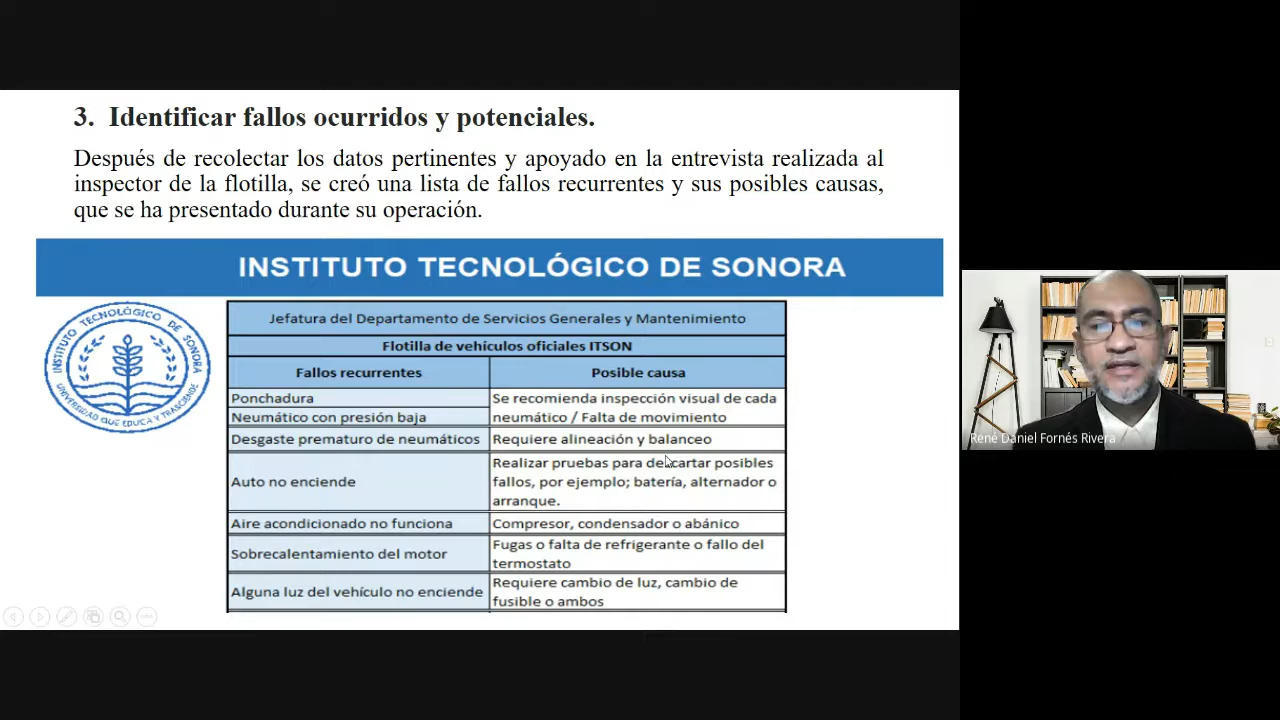 3. Identificar fallos ocurridos y potenciales.
Después de recolectar los datos pertinentes y apoyado en la entrevista realizada al
inspector de la flotilla, se creó una lista de fallos recurrentes y sus posibles causas,
que se ha presentado durante su operación.
INSTITUTO TECNOLÓGICO DE SONORA
INSTITUTO TECNOLÓGICO DE SONORA
UNIVERSIDAD QUE EDUCA Y TRASCIENDE
Jefatura del Departamento de Servicios Generales y Mantenimiento
Flotilla de vehículos oficiales ITSON
Fallos recurrentes
Posible causa
Ponchadura
Neumático con presión baja
Se recomienda inspección visual de cada
neumático / Falta de movimiento
Desgaste prematuro de neumáticos
Requiere alineación y balanceo
Auto no enciende
Realizar pruebas para descartar posibles
fallos, por ejemplo; batería, alternador o
arranque.
Aire acondicionado no funciona
Compresor, condensador o abánico
Sobrecalentamiento del motor
Fugas o falta de refrigerante o fallo del
termostato
Alguna luz del vehículo no enciende
Requiere cambio de luz, cambio de
fusible o ambos
René Daniel Fornés Rivera